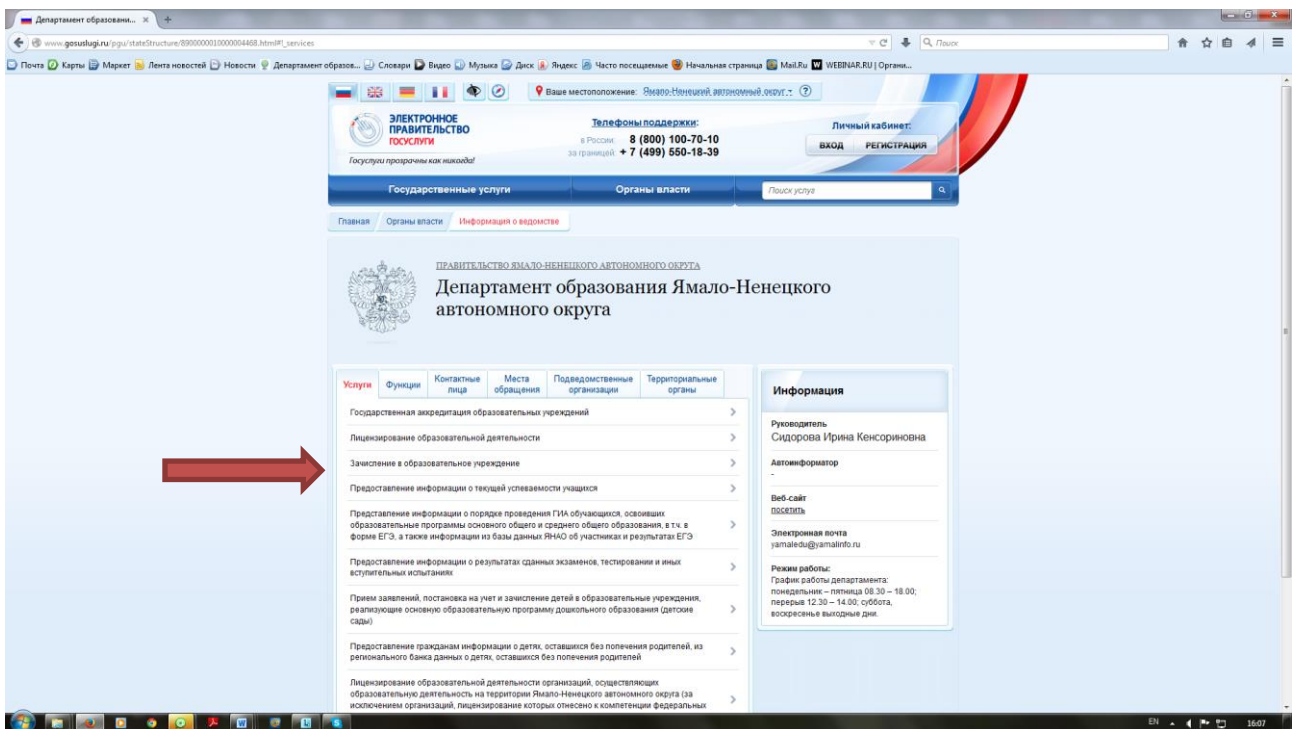 Департамент образовани... × +
www.gosuslugi.ru/pgu/stateStructure/8900000010000004468.html#!_services
Поиск
Почта Карты Маркет Лента новостей Новости Департамент образов... Словари Видео Музыка Диск Яндекс Часто посещаемые Начальная страница Mail.Ru WEBINAR.RU | Органи...
Ваше местоположение: Ямало-Ненецкий автономный округ ?
ЭЛЕКТРОННОЕ
ПРАВИТЕЛЬСТВО
ГОСУСЛУГИ
Госуслуги прозрачны как никогда!
Телефоны поддержки:
в России: 8 (800) 100-70-10
за границей: + 7 (499) 550-18-39
Личный кабинет:
ВХОД РЕГИСТРАЦИЯ
Государственные услуги Органы власти Поиск услуг
Главная Органы власти Информация о ведомстве
ПРАВИТЕЛЬСТВО ЯМАЛО-НЕНЕЦКОГО АВТОНОМНОГО ОКРУГА
Департамент образования Ямало-Ненецкого
автономного округа
Услуги Функции Контактные лица Места обращения Подведомственные организации Территориальные органы
Государственная аккредитация образовательных учреждений
Лицензирование образовательной деятельности
Зачисление в образовательное учреждение
Предоставление информации о текущей успеваемости учащихся
Представление информации о порядке проведения ГИА обучающихся, освоивших
образовательные программы основного общего и среднего общего образования, в т.ч. в
форме ЕГЭ, а также информации из базы данных ЯНАО об участниках и результатах ЕГЭ
Предоставление информации о результатах сданных экзаменов, тестировании и иных
вступительных испытаниях
Прием заявлений, постановка на учет и зачисление детей в образовательные учреждения,
реализующие основную образовательную программу дошкольного образования (детские
сады)
Предоставление гражданам информации о детях, оставшихся без попечения родителей, из
регионального банка данных о детях, оставшихся без попечения родителей
Лицензирование образовательной деятельности организаций, осуществляющих
образовательную деятельность на территории Ямало-Ненецкого автономного округа (за
исключением организаций, лицензирование которых отнесено к компетенции федеральных
Информация
Руководитель
Сидорова Ирина Кенсориновна
Автоинформатор
-
Веб-сайт
посетить
Электронная почта
yamaledu@yamalinfo.ru
Режим работы:
График работы департамента:
понедельник – пятница 08.30 – 18.00;
перерыв 12.30 – 14.00; суббота,
воскресенье выходные дни.
EN 16:07